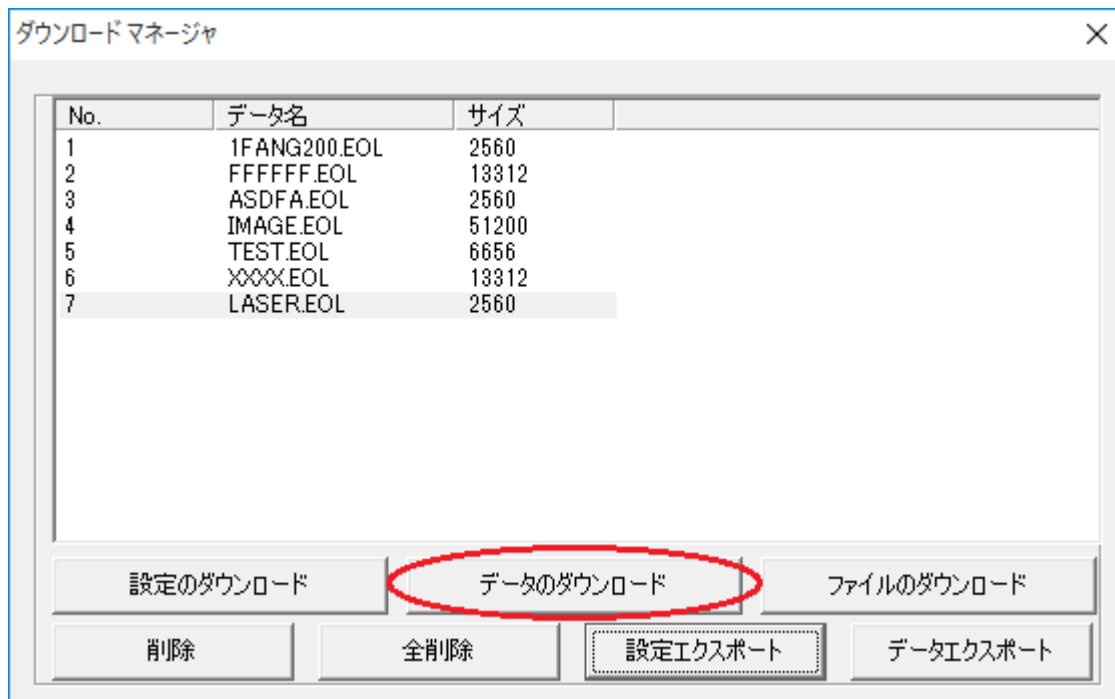 ダウンロード マネージャ
No. データ名 サイズ
1 1FANG200.EOL 2560
2 FFFFFF.EOL 13312
3 ASDFA.EOL 2560
4 IMAGE.EOL 51200
5 TEST.EOL 6656
6 XXXX.EOL 13312
7 LASER.EOL 2560
設定のダウンロード データのダウンロード ファイルのダウンロード
削除 全削除 設定エクスポート データエクスポート